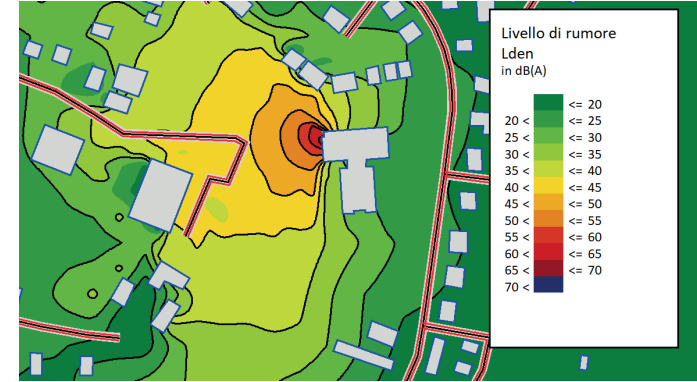 Livello di rumore
Lden
in dB(A)
<= 20
20 < <= 25
25 < <= 30
30 < <= 35
35 < <= 40
40 < <= 45
45 < <= 50
50 < <= 55
55 < <= 60
60 < <= 65
65 < <= 70
70 <